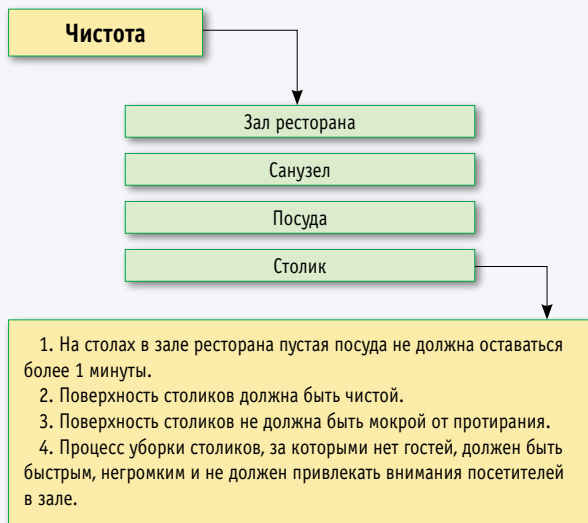 Чистота
Зал ресторана
Санузел
Посуда
Столик
1. На столах в зале ресторана пустая посуда не должна оставаться
более 1 минуты.
2. Поверхность столиков должна быть чистой.
3. Поверхность столиков не должна быть мокрой от протирания.
4. Процесс уборки столиков, за которыми нет гостей, должен быть
быстрым, негромким и не должен привлекать внимания посетителей
в зале.